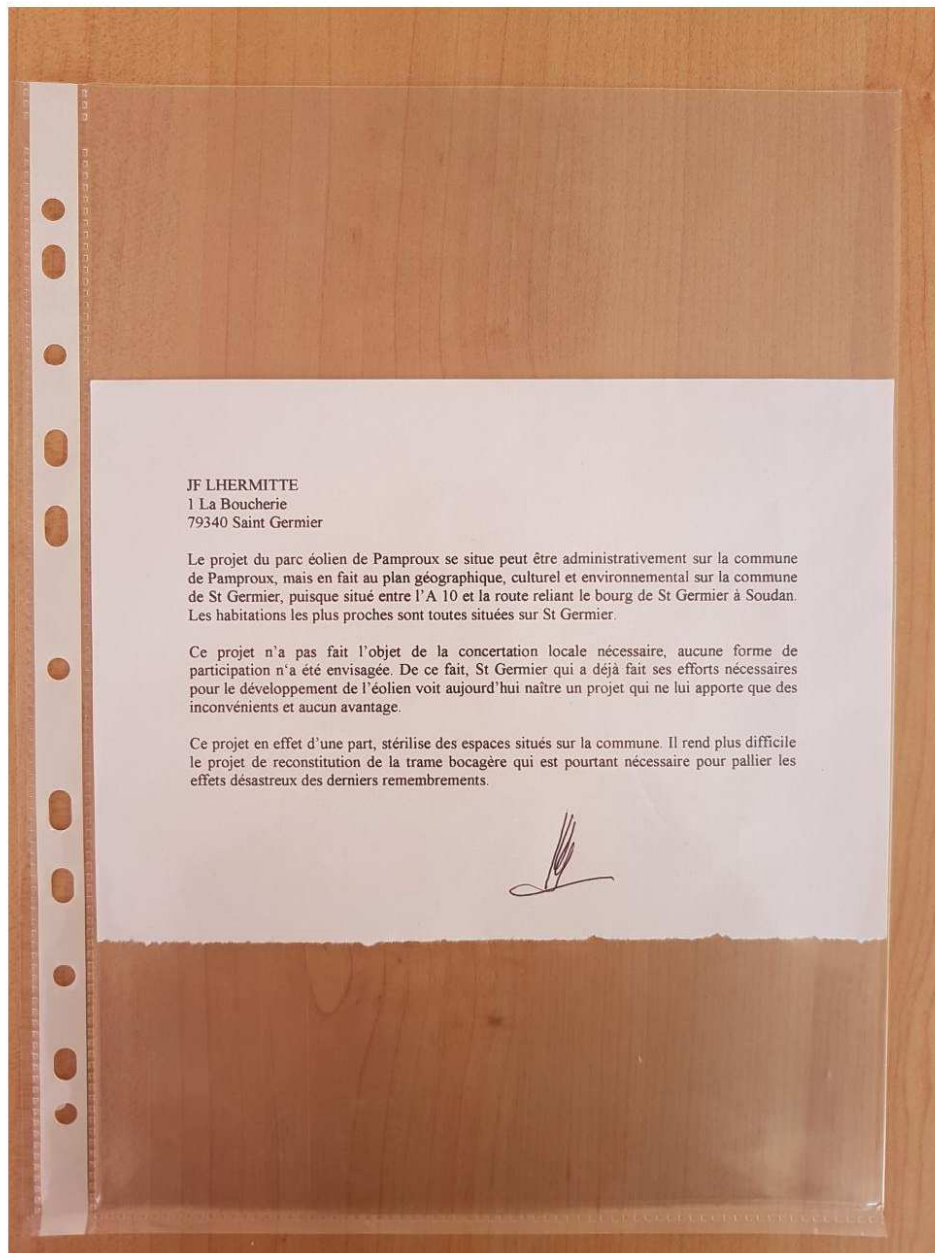 JF LHERMITTE
1 La Boucherie
79340 Saint Germier
Le projet du parc éolien de Pamproux se situe peut être administrativement sur la commune
de Pamproux, mais en fait au plan géographique, culturel et environnemental sur la commune
de St Germier, puisque situé entre l'A 10 et la route reliant le bourg de St Germier à Soudan.
Les habitations les plus proches sont toutes situées sur St Germier.
Ce projet n'a pas fait l'objet de la concertation locale nécessaire, aucune forme de
participation n'a été envisagée. De ce fait, St Germier qui a déjà fait ses efforts nécessaires
pour le développement de l'éolien voit aujourd'hui naître un projet qui ne lui apporte que des
inconvénients et aucun avantage.
Ce projet en effet d'une part, stérilise des espaces situés sur la commune. Il rend plus difficile
le projet de reconstitution de la trame bocagère qui est pourtant nécessaire pour pallier les
effets désastreux des derniers remembrements.